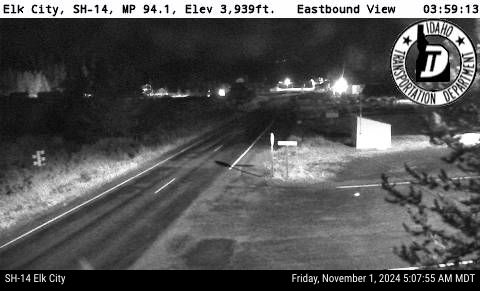 Elk City, SH-14, MP 94.1, Elev 3,939ft. Eastbound View 03:59:13
IDAHO
TRANSPORTATION DEPARTMENT
SH-14 Elk City Friday, November 1, 2024 5:07:55 AM MDT